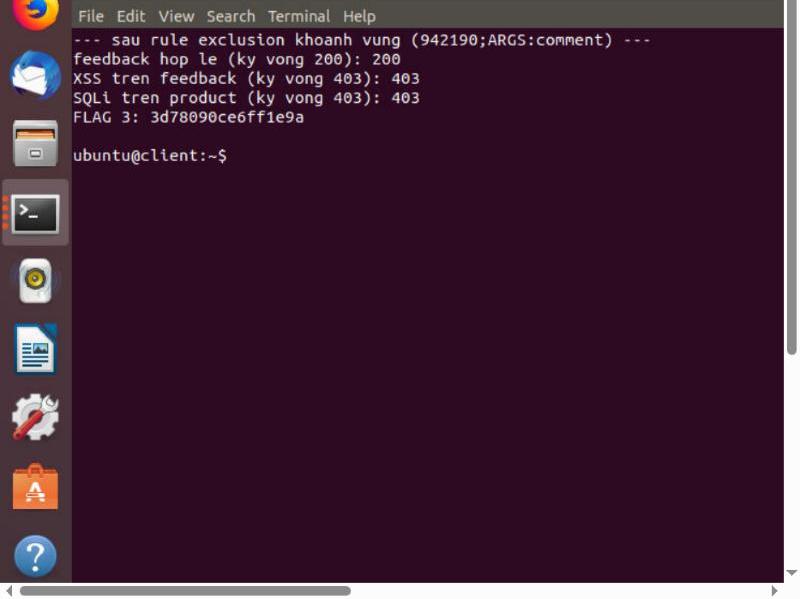 File Edit View Search Terminal Help
--- sau rule exclusion khoanh vung (942190;ARGS:comment) ---
feedback hop le (ky vong 200): 200
XSS tren feedback (ky vong 403): 403
SQLi tren product (ky vong 403): 403
FLAG 3: 3d78090ce6ff1e9a
ubuntu@client:~$